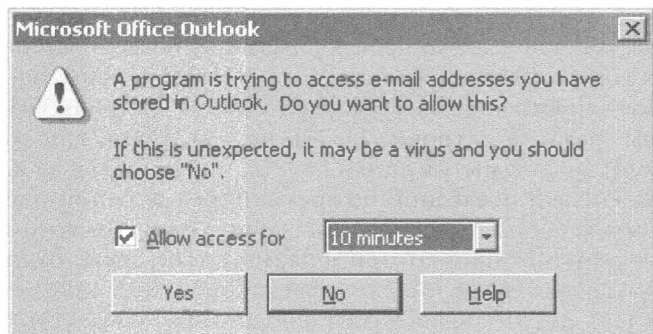 Microsoft Office Outlook
A program is trying to access e-mail addresses you have
stored in Outlook. Do you want to allow this?
If this is unexpected, it may be a virus and you should
choose "No".
Allow access for 10 minutes
Yes No Help